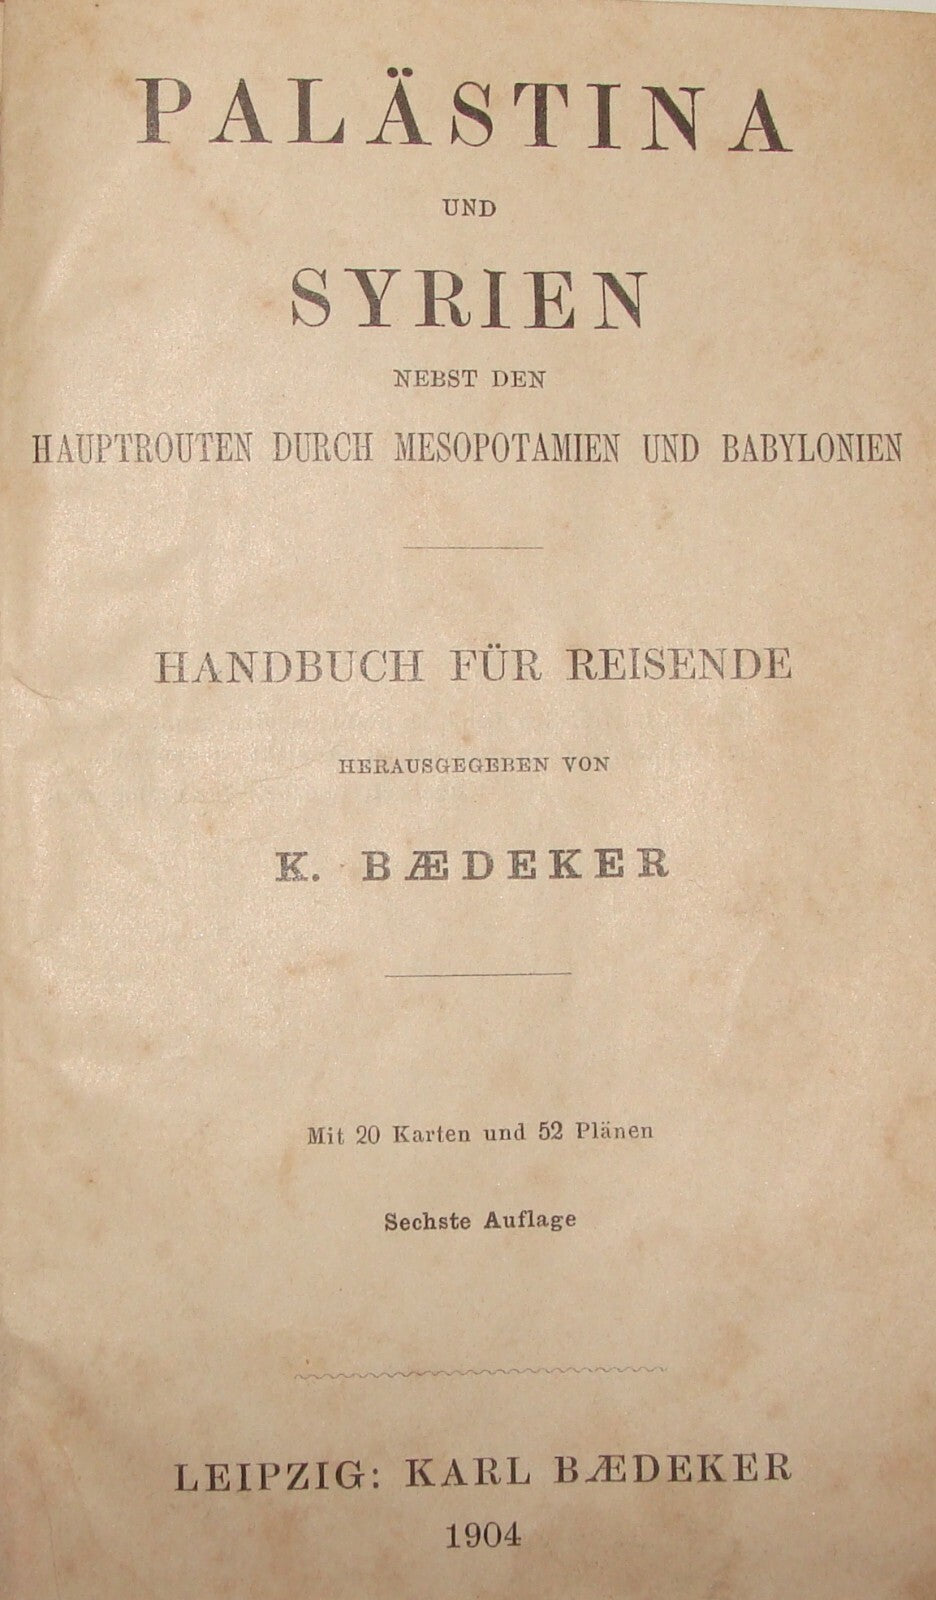 PALÄSTINA
UND
SYRIEN
NEBST DEN
HAUPTROUTEN DURCH MESOPOTAMIEN UND BABYLONIEN
HANDBUCH FÜR REISENDE
HERAUSGEGEBEN VON
K. BÆDEKER
Mit 20 Karten und 52 Plänen
Sechste Auflage
LEIPZIG: KARL BÆDEKER
1904